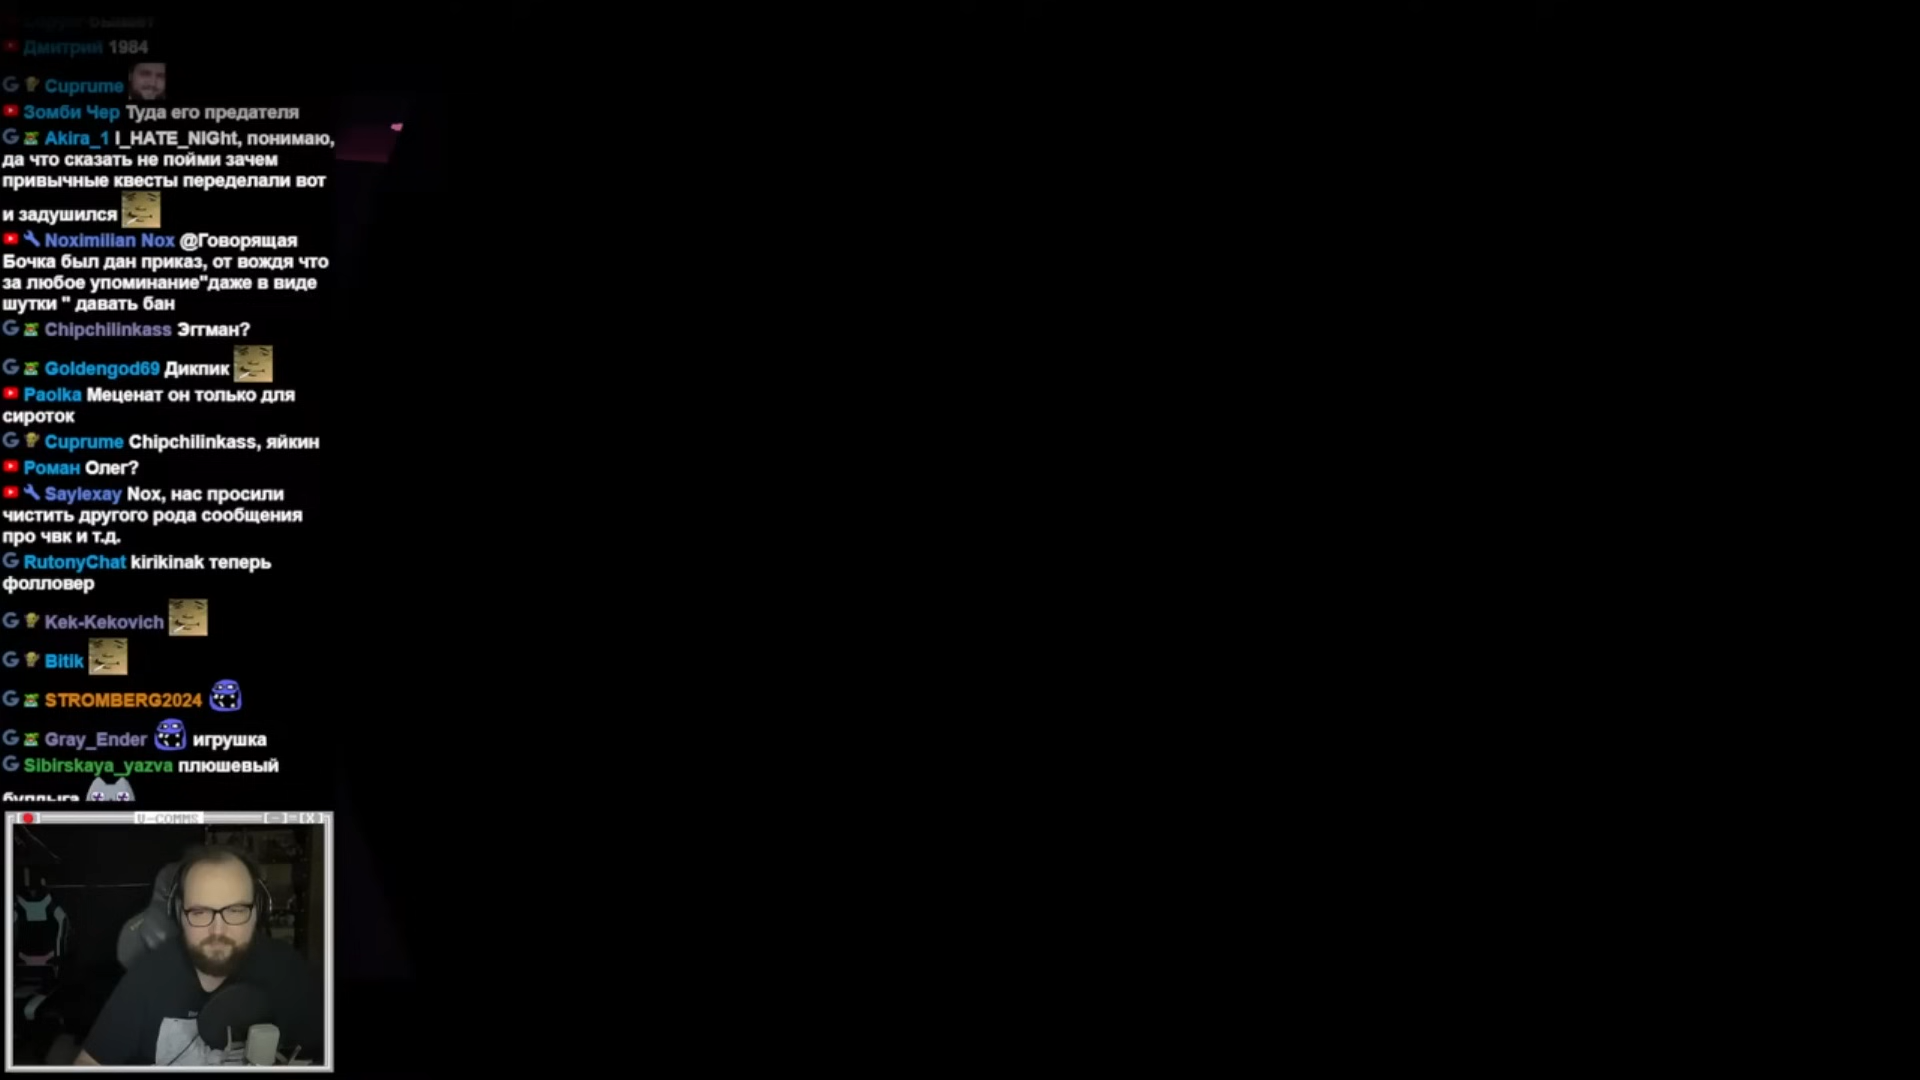 Дмитрий 1984
Cuprume
Зомби Чер Туда его предателя
Akira_1 I_HATE_NIGht, понимаю,
да что сказать не пойми зачем
привычные квесты переделали вот
и задушился
Noximilian Nox @Говорящая
Бочка был дан приказ, от вождя что
за любое упоминание"даже в виде
шутки " давать бан
Chipchilinkass Эггман?
Goldengod69 Дикпик
Paolka Меценат он только для
сироток
Cuprume Chipchilinkass, яйкин
Роман Олег?
Saylexay Nox, нас просили
чистить другого рода сообщения
про чвк и т.д.
RutonyChat kirikinak теперь
фолловер
Kek-Kekovich
Bitik
STROMBERG2024
Gray_Ender игрушка
Sibirskaya_yazva плюшевый
U-COMMS [-]=[X]